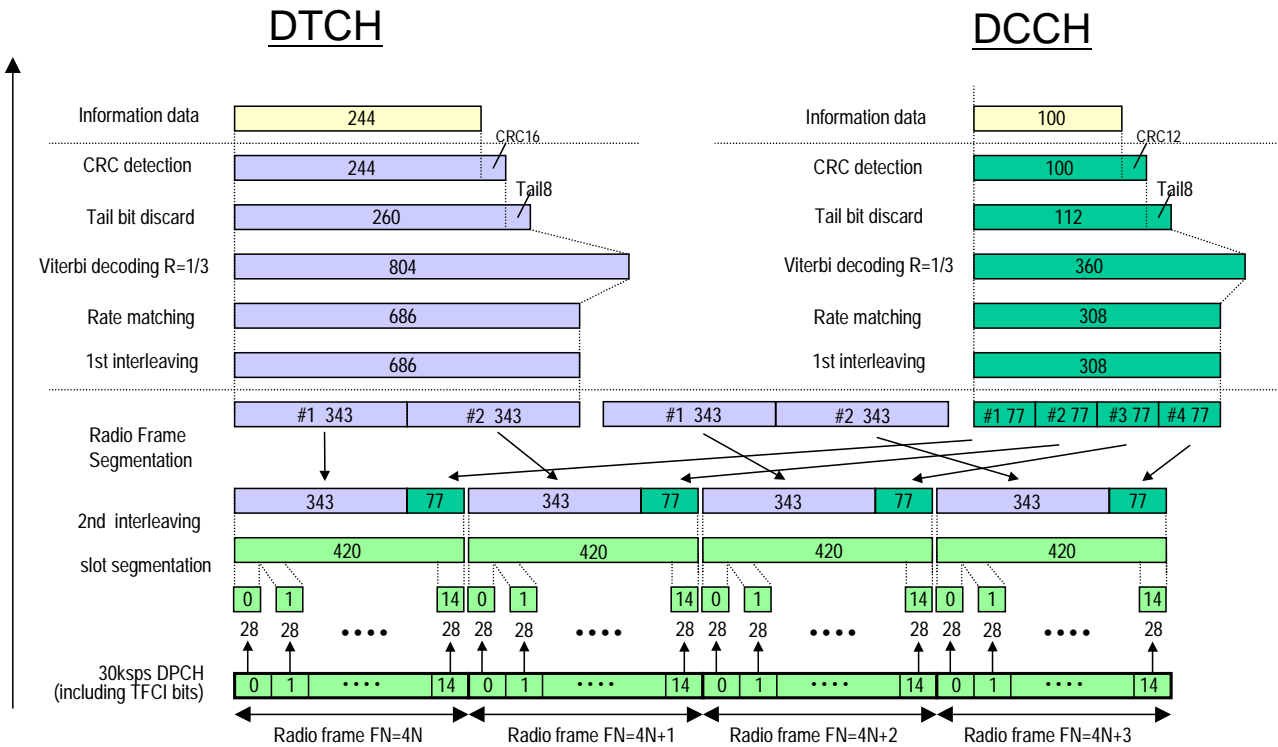 DTCH DCCH
Information data 244 Information data 100
CRC16 CRC12
CRC detection 244 CRC detection 100
Tail8 Tail8
Tail bit discard 260 Tail bit discard 112
Viterbi decoding R=1/3 804 Viterbi decoding R=1/3 360
Rate matching 686 Rate matching 308
1st interleaving 686 1st interleaving 308
#1 343 #2 343 #1 343 #2 343 #1 77 #2 77 #3 77 #4 77
Radio Frame
Segmentation
343 77 343 77 343 77 343 77
2nd interleaving
420 420 420 420
slot segmentation
0 1 14 0 1 14 0 1 14 0 1 14
28 28 •••• 28 28 28 •••• 28 28 28 •••• 28 28 28 •••• 28
30ksps DPCH
(including TFCI bits)
0 1 •••• 14 0 1 •••• 14 0 1 •••• 14 0 1 •••• 14
Radio frame FN=4N Radio frame FN=4N+1 Radio frame FN=4N+2 Radio frame FN=4N+3